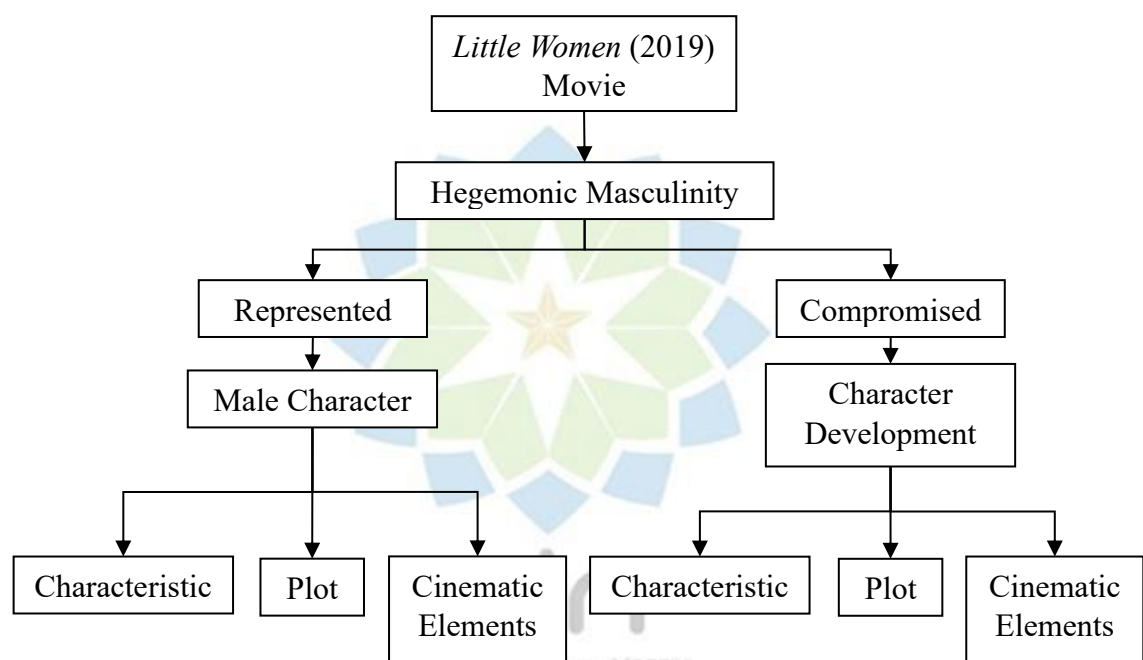 Little Women (2019)
Movie
Hegemonic Masculinity
Represented
Compromised
Male Character
Character
Development
Characteristic
Plot
Cinematic
Elements
Characteristic
Plot
Cinematic
Elements